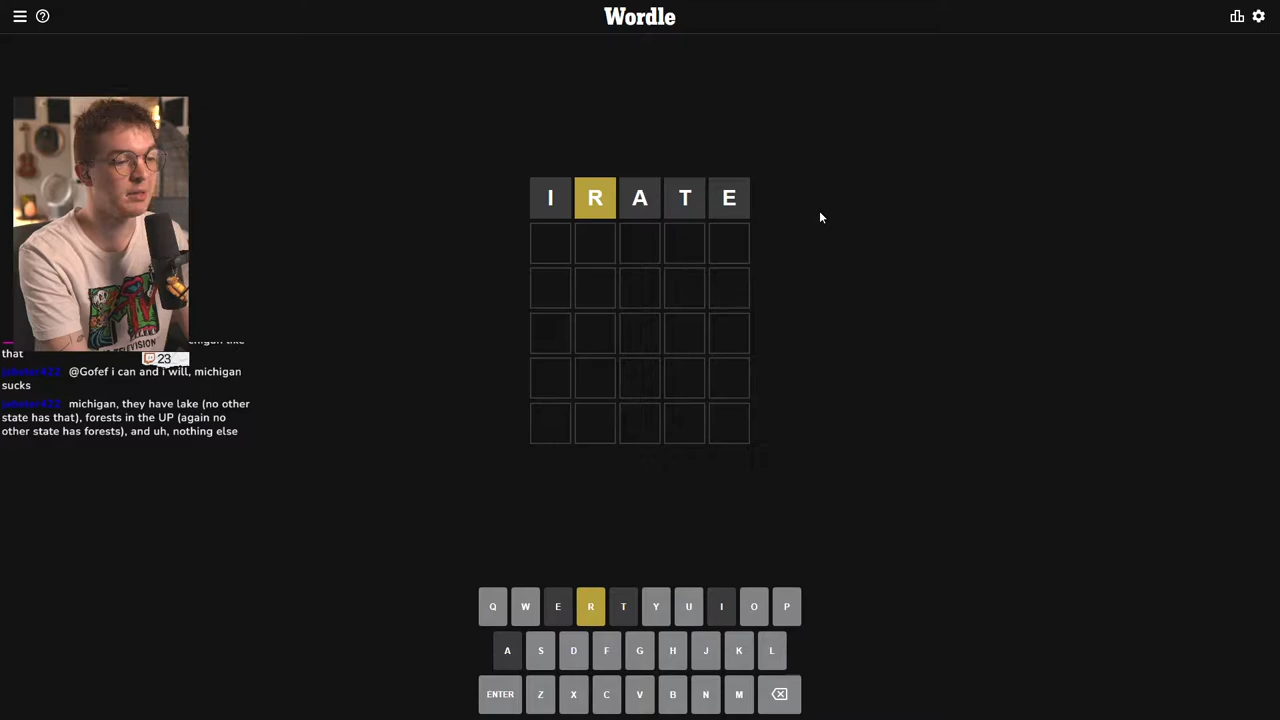 Wordle
I R A T E
that
23
@Gofef i can and i will, michigan
sucks
michigan, they have lake (no other
state has that), forests in the UP (again no
other state has forests), and uh, nothing else
Q W E R T Y U I O P
A S D F G H J K L
ENTER Z X C V B N M